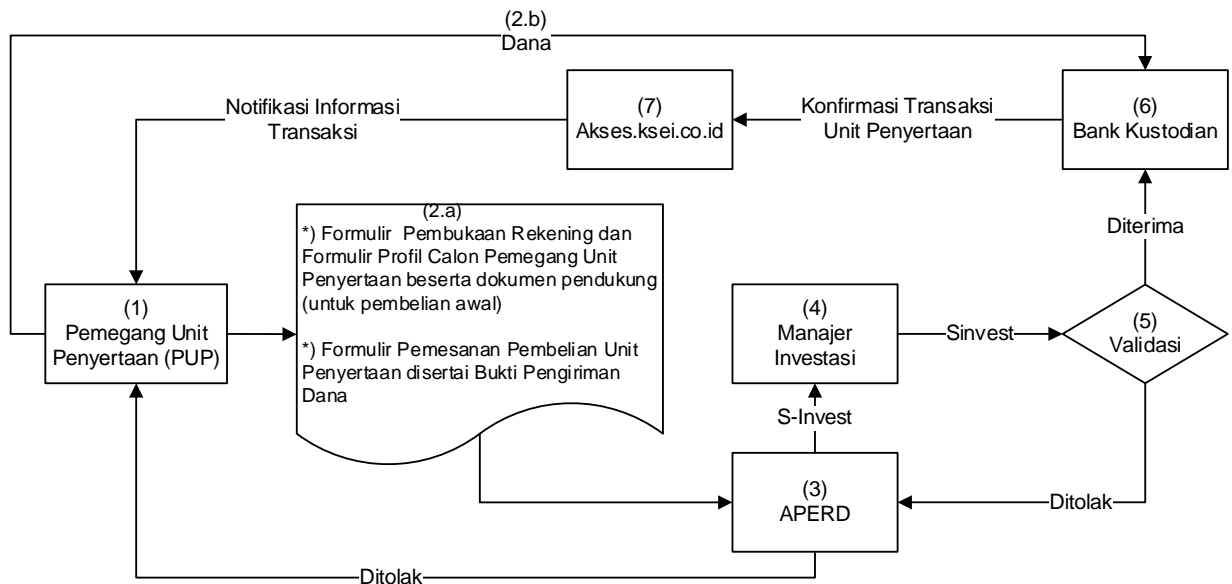 (2.b)
Dana
Notifikasi Informasi
Transaksi
(7)
Akses.ksei.co.id
Konfirmasi Transaksi
Unit Penyertaan
(6)
Bank Kustodian
(2.a)
*) Formulir Pembukaan Rekening dan
Formulir Profil Calon Pemegang Unit
Penyertaan beserta dokumen pendukung
(untuk pembelian awal)
*) Formulir Pemesanan Pembelian Unit
Penyertaan disertai Bukti Pengiriman
Dana
Diterima
(1)
Pemegang Unit
Penyertaan (PUP)
(4)
Manajer
Investasi
Sinvest
(5)
Validasi
S-Invest
(3)
APERD
Ditolak
Ditolak